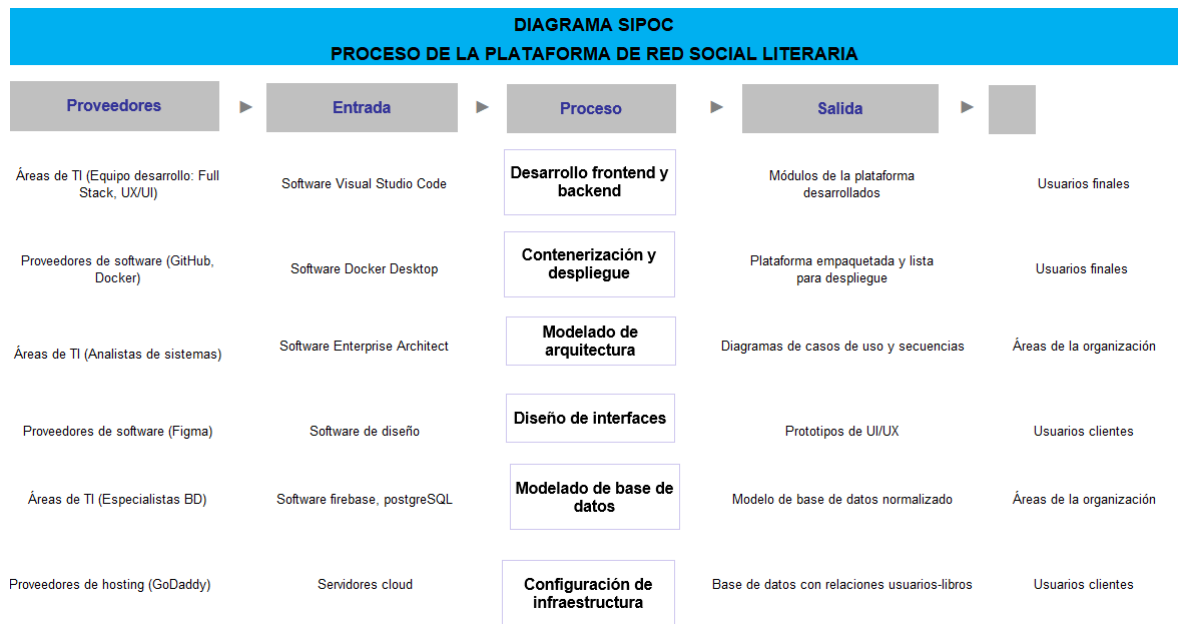 DIAGRAMA SIPOC
PROCESO DE LA PLATAFORMA DE RED SOCIAL LITERARIA
Proveedores
Entrada
Proceso
Salida
Áreas de TI (Equipo desarrollo: Full
Stack, UX/UI)
Software Visual Studio Code
Desarrollo frontend y
backend
Módulos de la plataforma
desarrollados
Usuarios finales
Proveedores de software (GitHub,
Docker)
Software Docker Desktop
Contenerización y
despliegue
Plataforma empaquetada y lista
para despliegue
Usuarios finales
Áreas de TI (Analistas de sistemas)
Software Enterprise Architect
Modelado de
arquitectura
Diagramas de casos de uso y secuencias
Áreas de la organización
Proveedores de software (Figma)
Software de diseño
Diseño de interfaces
Prototipos de UI/UX
Usuarios clientes
Áreas de TI (Especialistas BD)
Software firebase, postgreSQL
Modelado de base de
datos
Modelo de base de datos normalizado
Áreas de la organización
Proveedores de hosting (GoDaddy)
Servidores cloud
Configuración de
infraestructura
Base de datos con relaciones usuarios-libros
Usuarios clientes